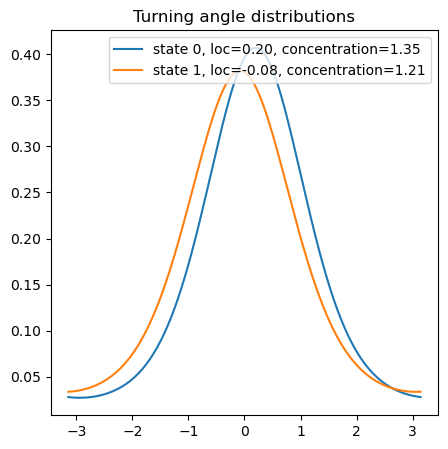 Turning angle distributions
state 0, loc=0.20, concentration=1.35
state 1, loc=-0.08, concentration=1.21
0.40
0.35
0.30
0.25
0.20
0.15
0.10
0.05
−3 −2 −1 0 1 2 3